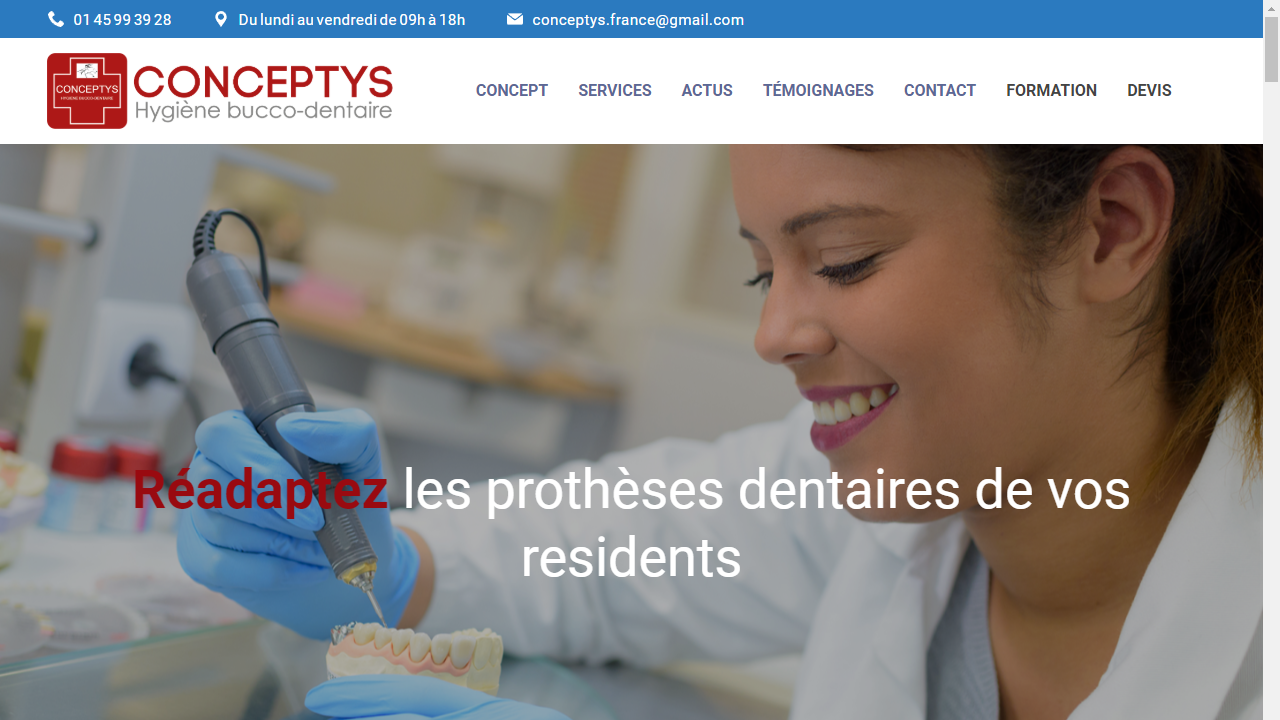 01 45 99 39 28 Du lundi au vendredi de 09h à 18h conceptys.france@gmail.com
CONCEPTYS
HYGIÈNE BUCCO-DENTAIRE
CONCEPTYS
Hygiène bucco-dentaire
CONCEPT SERVICES ACTUS TÉMOIGNAGES CONTACT FORMATION DEVIS
Réadaptez les prothèses dentaires de vos
residents